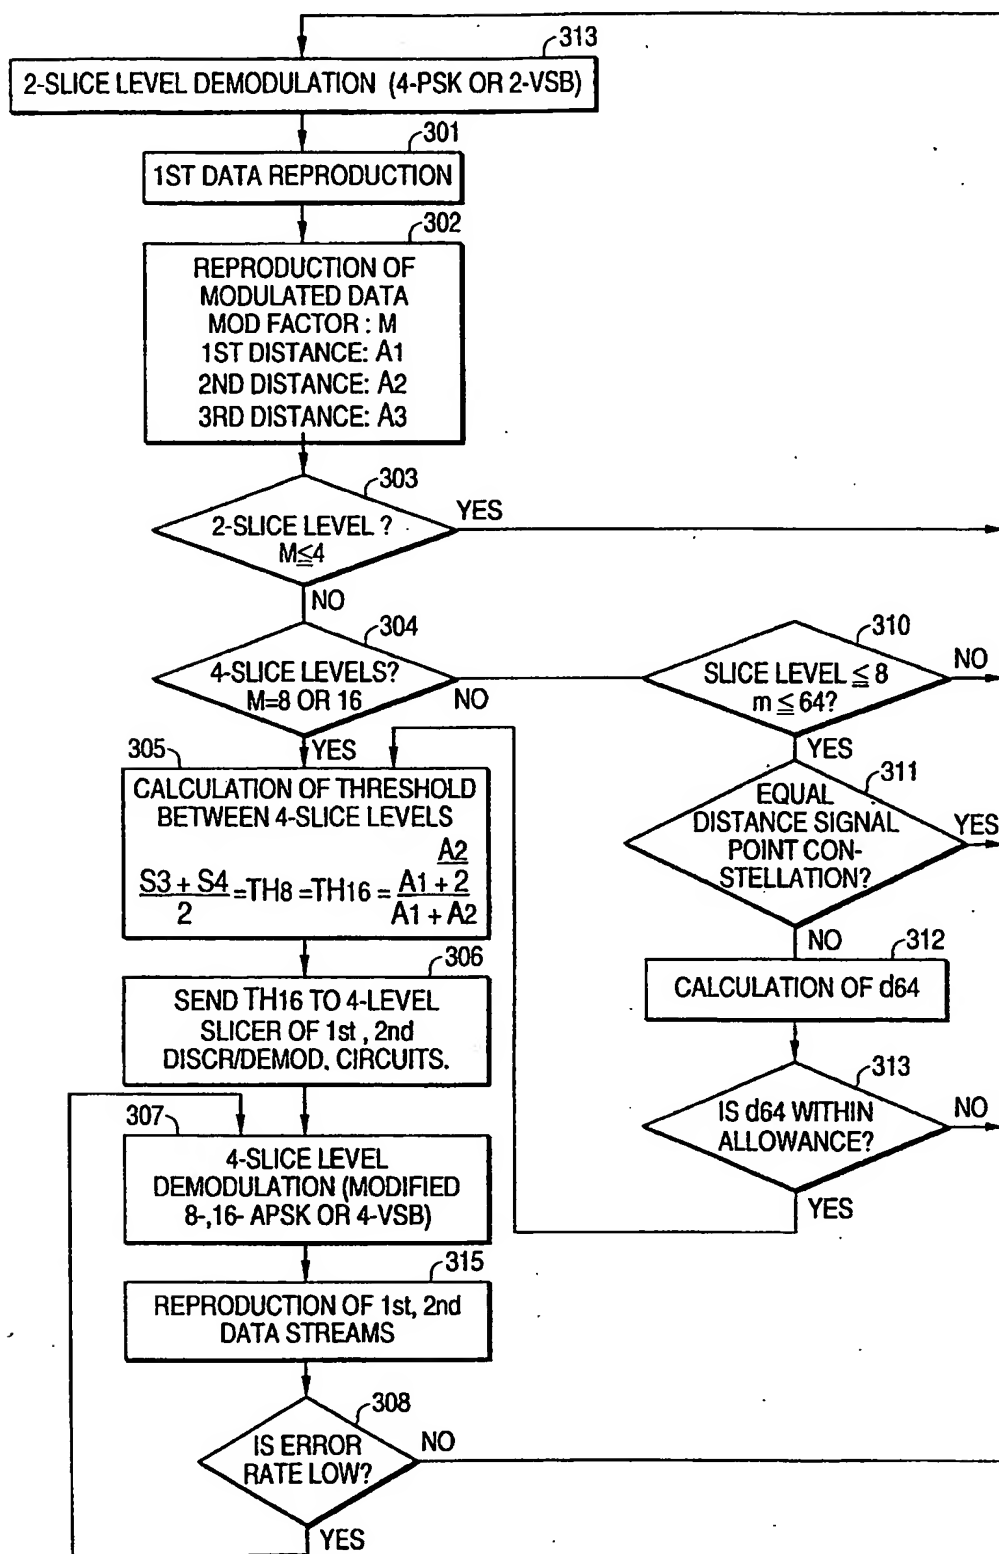 313
2-SLICE LEVEL DEMODULATION (4-PSK OR 2-VSB)
301
1ST DATA REPRODUCTION
302
REPRODUCTION OF
MODULATED DATA
MOD FACTOR : M
1ST DISTANCE: A1
2ND DISTANCE: A2
3RD DISTANCE: A3
303
2-SLICE LEVEL ?
M≦4
YES
NO
304
4-SLICE LEVELS?
M=8 OR 16
NO
YES
310
SLICE LEVEL ≦ 8
m ≦ 64?
NO
YES
305
CALCULATION OF THRESHOLD
BETWEEN 4-SLICE LEVELS
S3 + S4
2
=TH8 =TH16 =
A2
A1 + 2
A1 + A2
311
EQUAL
DISTANCE SIGNAL
POINT CON-
STELLATION?
YES
NO
306
SEND TH16 TO 4-LEVEL
SLICER OF 1st , 2nd
DISCR/DEMOD. CIRCUITS.
312
CALCULATION OF d64
313
IS d64 WITHIN
ALLOWANCE?
NO
YES
307
4-SLICE LEVEL
DEMODULATION (MODIFIED
8-,16- APSK OR 4-VSB)
315
REPRODUCTION OF 1st, 2nd
DATA STREAMS
308
IS ERROR
RATE LOW?
NO
YES